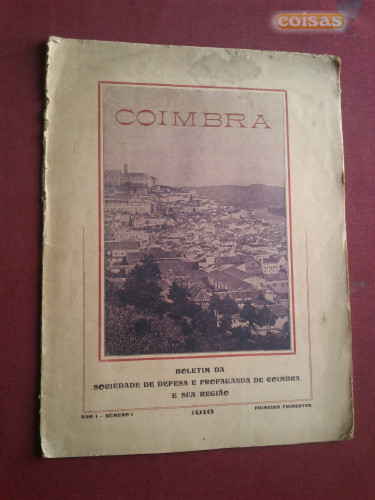 coisas
COIMBRA
BOLETIM DA
SOCIEDADE DE DEFESA E PROPAGANDA DE COIMBRA
E SUA REGIÃO
ANO I — NÚMERO 1
1916
PRIMEIRO TRIMESTRE